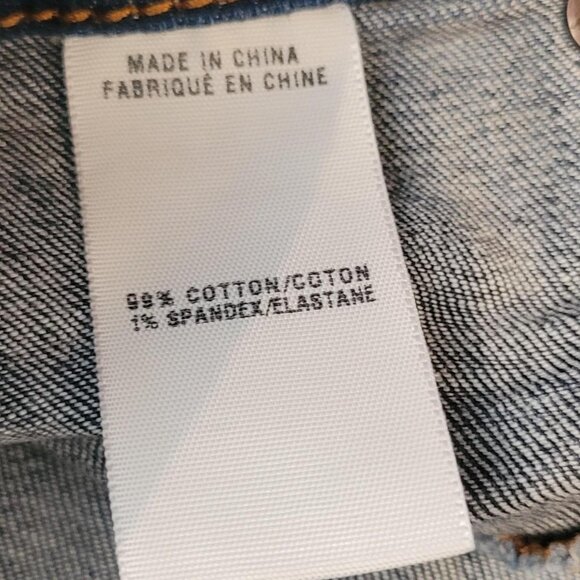 MADE IN CHINA
FABRIQUÉ EN CHINE
99% COTTON/COTON
1% SPANDEX/ELASTANE